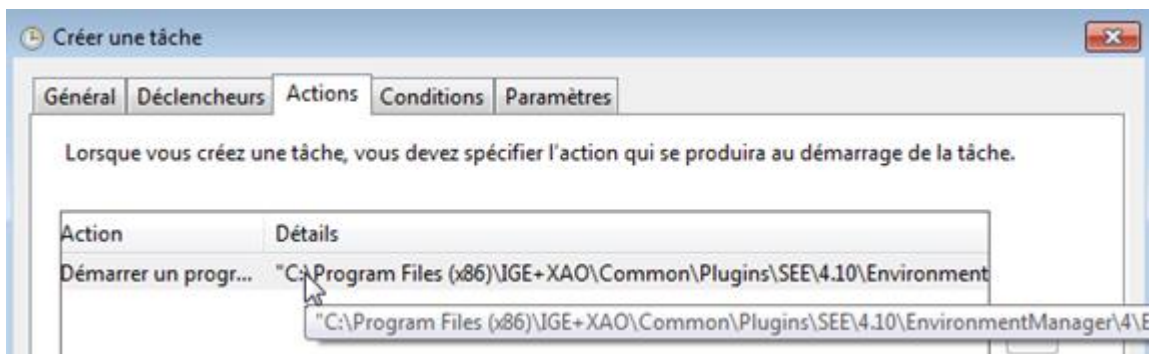 Créer une tâche
Général Déclencheurs Actions Conditions Paramètres
Lorsque vous créez une tâche, vous devez spécifier l'action qui se produira au démarrage de la tâche.
Action Détails
Démarrer un progr... "C:\Program Files (x86)\IGE+XAO\Common\Plugins\SEE\4.10\Environment
"C:\Program Files (x86)\IGE+XAO\Common\Plugins\SEE\4.10\EnvironmentManager\4\E